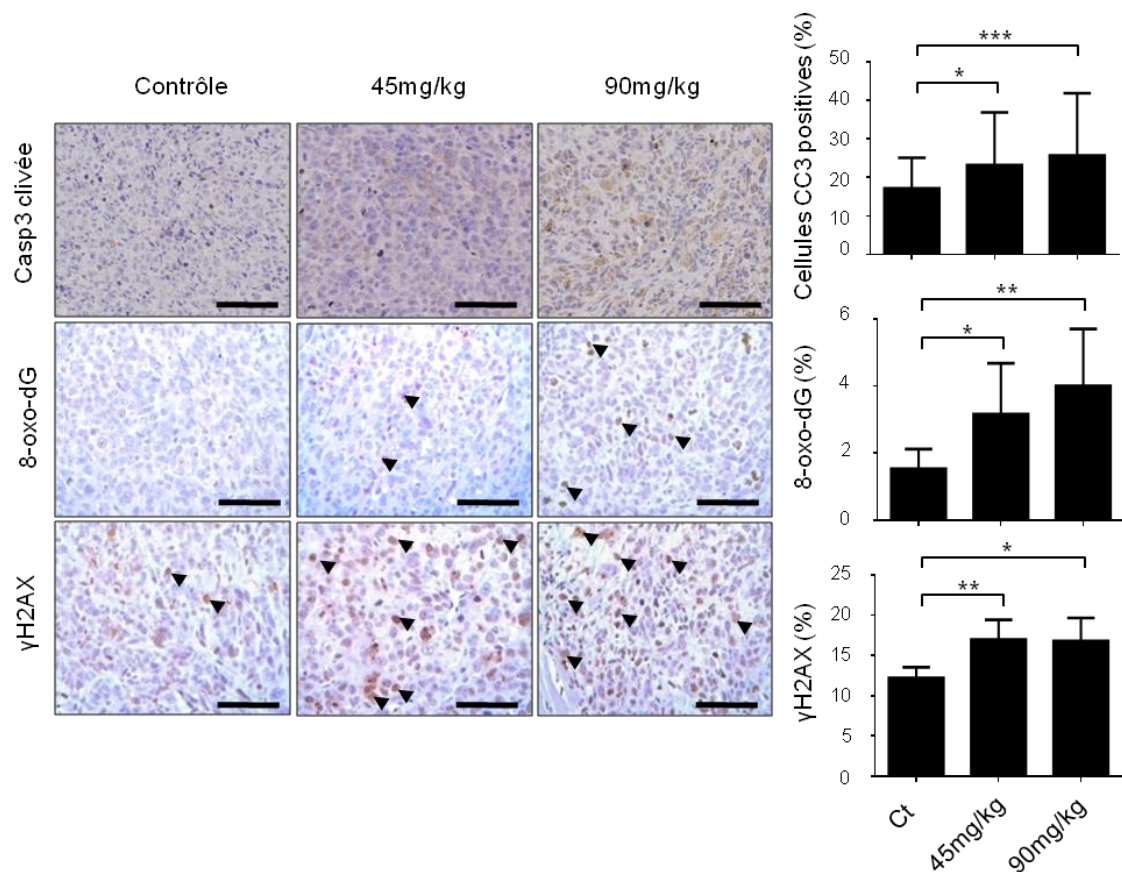 Contrôle
45mg/kg
90mg/kg
Casp3 clivée
8-oxo-dG
γH2AX
Cellules CC3 positives (%)
50
40
30
20
10
0
*
***
8-oxo-dG (%)
6
4
2
0
*
**
γH2AX (%)
25
20
15
10
5
0
**
*
Ct
45mg/kg
90mg/kg